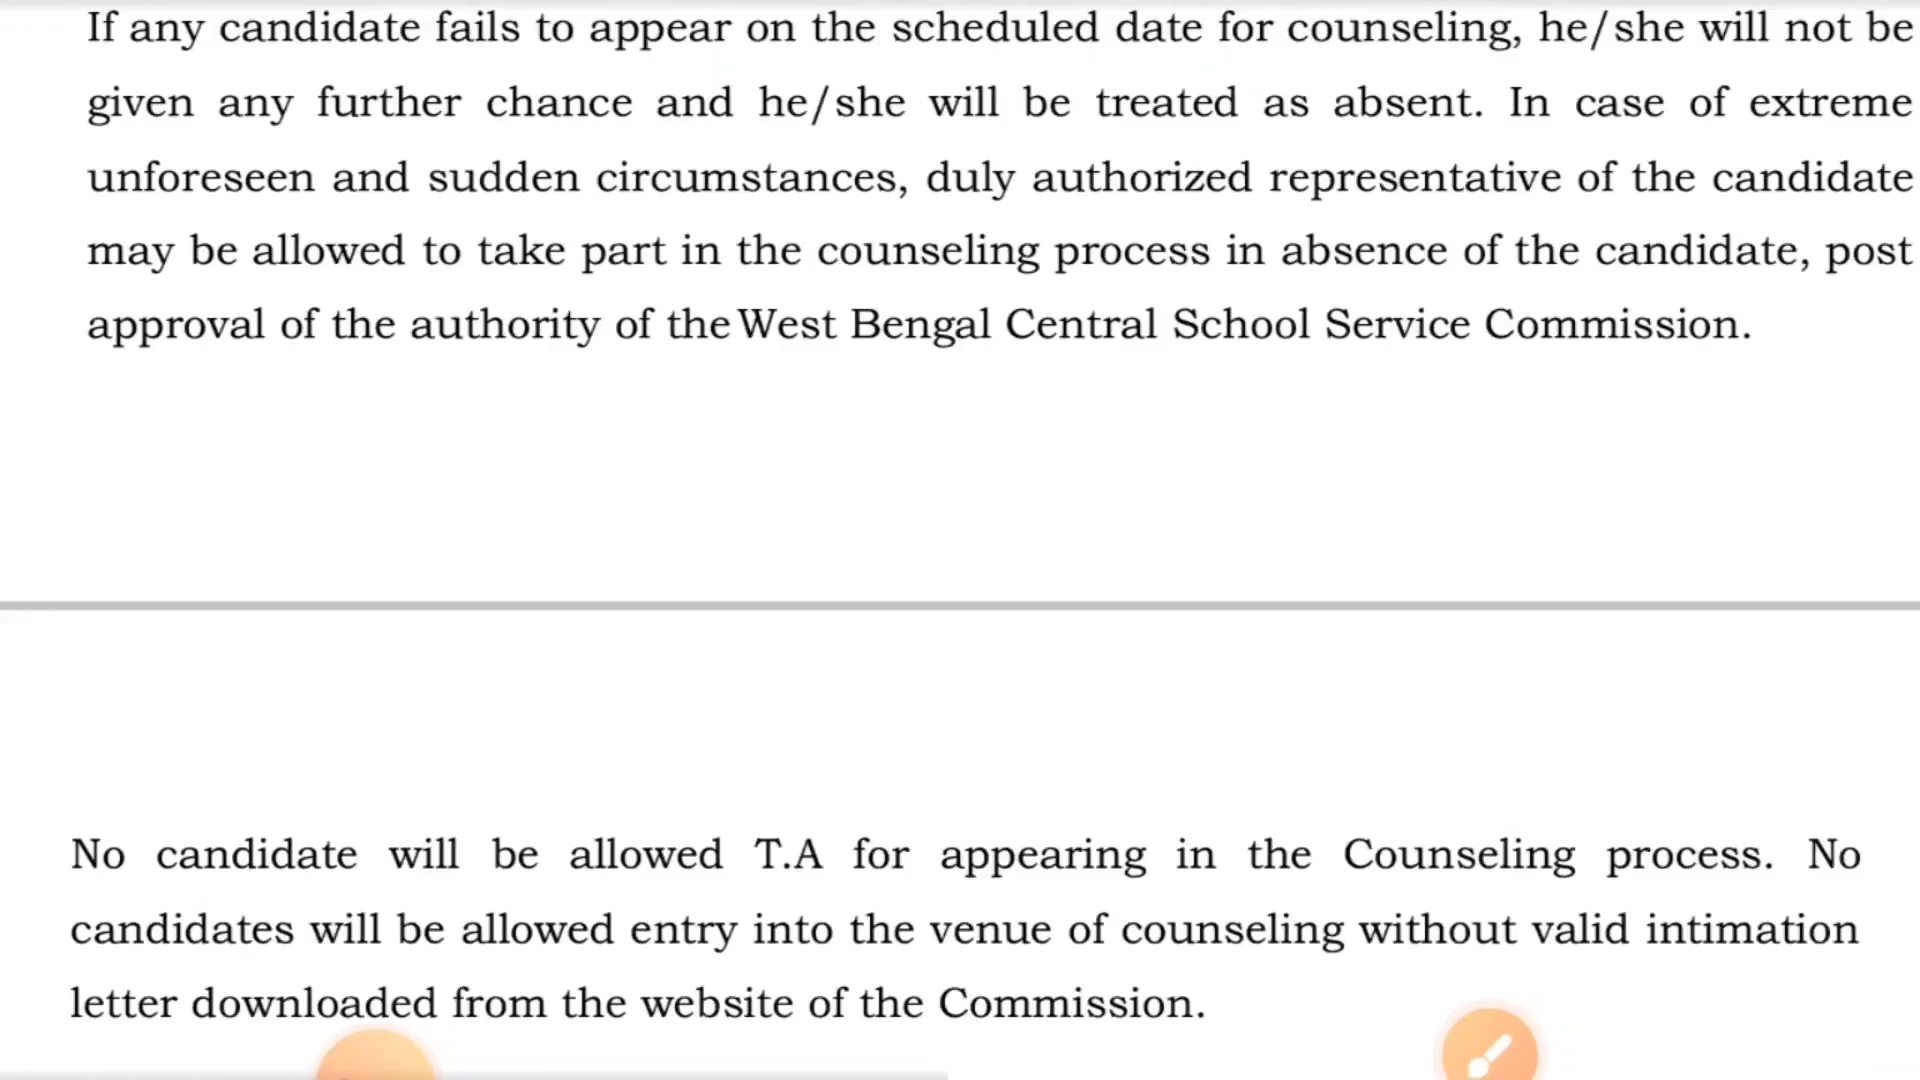 If any candidate fails to appear on the scheduled date for counseling, he/she will not be
given any further chance and he/she will be treated as absent. In case of extreme
unforeseen and sudden circumstances, duly authorized representative of the candidate
may be allowed to take part in the counseling process in absence of the candidate, post
approval of the authority of the West Bengal Central School Service Commission.
No candidate will be allowed T.A for appearing in the Counseling process. No
candidates will be allowed entry into the venue of counseling without valid intimation
letter downloaded from the website of the Commission.